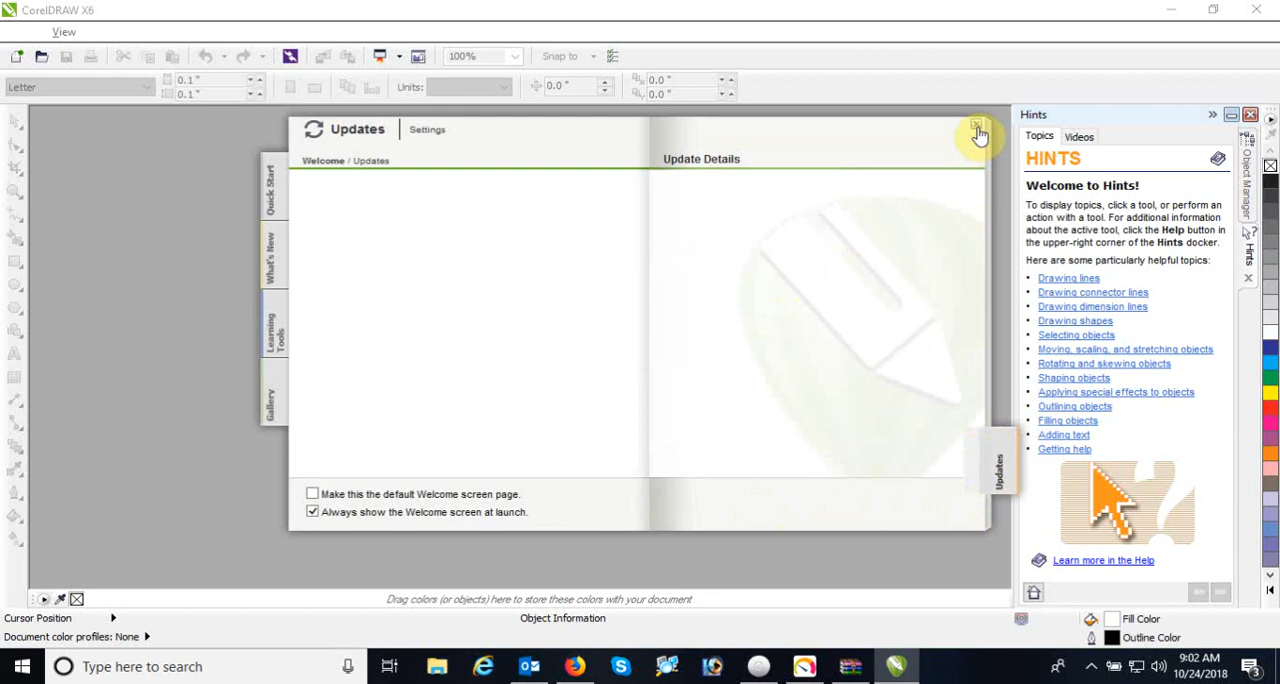 CorelDRAW X6
View
100%
Snap to
Letter
0.1 "
0.1 "
Units:
0.0 "
0.0 "
0.0 "
Updates
Settings
Welcome / Updates
Update Details
Quick Start
What's New
Learning Tools
Gallery
Updates
Make this the default Welcome screen page.
Always show the Welcome screen at launch.
Hints
Topics
Videos
HINTS
Welcome to Hints!
To display topics, click a tool, or perform an
action with a tool. For additional information
about the active tool, click the Help button in
the upper-right corner of the Hints docker.
Here are some particularly helpful topics:
• Drawing lines
• Drawing connector lines
• Drawing dimension lines
• Drawing shapes
• Selecting objects
• Moving, scaling, and stretching objects
• Rotating and skewing objects
• Shaping objects
• Applying special effects to objects
• Outlining objects
• Filling objects
• Adding text
• Getting help
Learn more in the Help
Object Manager
Hints
Drag colors (or objects) here to store these colors with your document
Cursor Position
Object Information
Fill Color
Document color profiles: None
Outline Color
Type here to search
9:02 AM
10/24/2018
3